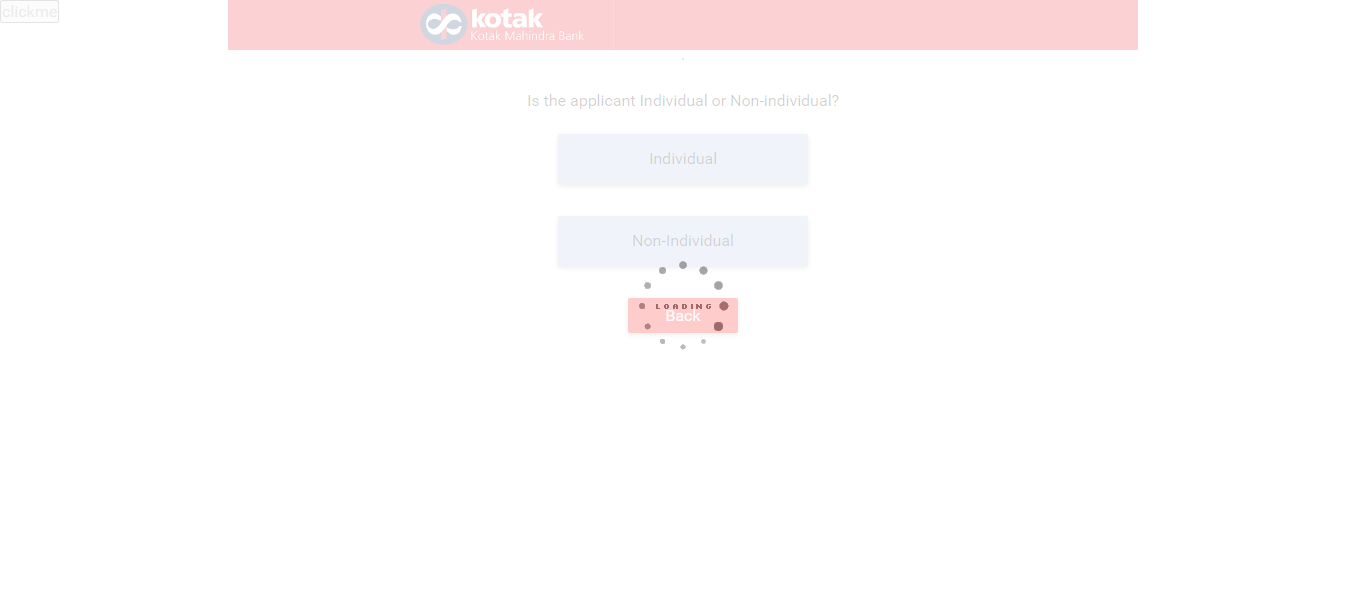 clickme
kotak
Kotak Mahindra Bank
Is the applicant Individual or Non-individual?
Individual
Non-Individual
LOADING
Back